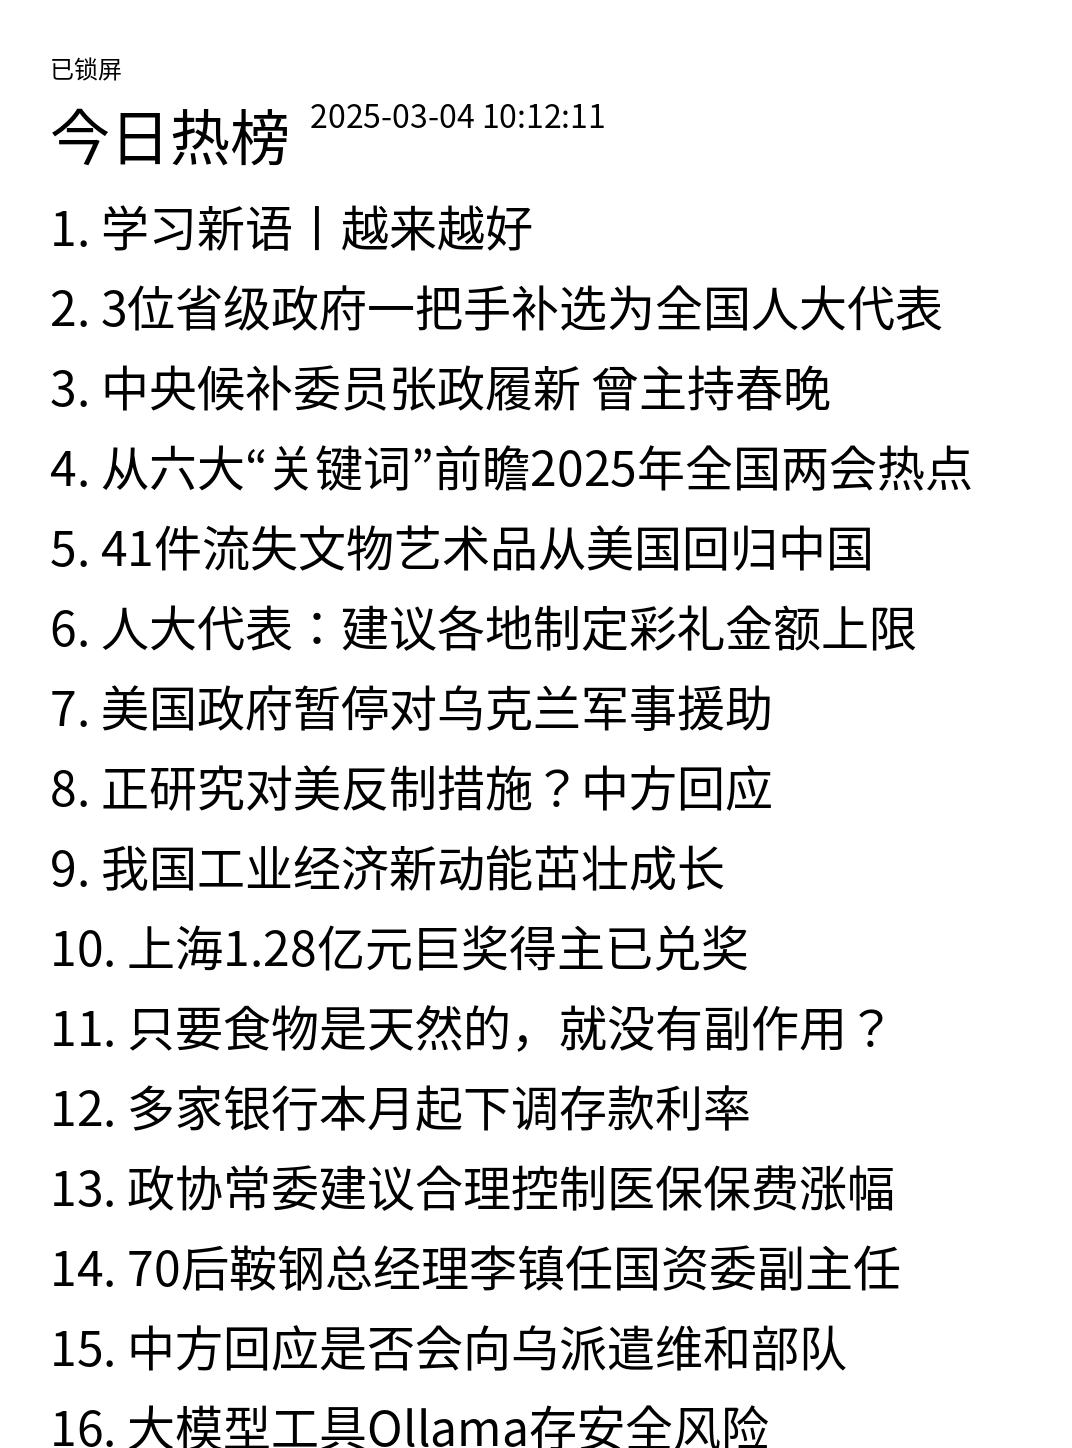 已锁屏
今日热榜 2025-03-04 10:12:11
1. 学习新语丨越来越好
2. 3位省级政府一把手补选为全国人大代表
3. 中央候补委员张政履新 曾主持春晚
4. 从六大“关键词”前瞻2025年全国两会热点
5. 41件流失文物艺术品从美国回归中国
6. 人大代表：建议各地制定彩礼金额上限
7. 美国政府暂停对乌克兰军事援助
8. 正研究对美反制措施？中方回应
9. 我国工业经济新动能茁壮成长
10. 上海1.28亿元巨奖得主已兑奖
11. 只要食物是天然的，就没有副作用？
12. 多家银行本月起下调存款利率
13. 政协常委建议合理控制医保保费涨幅
14. 70后鞍钢总经理李镇任国资委副主任
15. 中方回应是否会向乌派遣维和部队
16. 大模型工具Ollama存安全风险